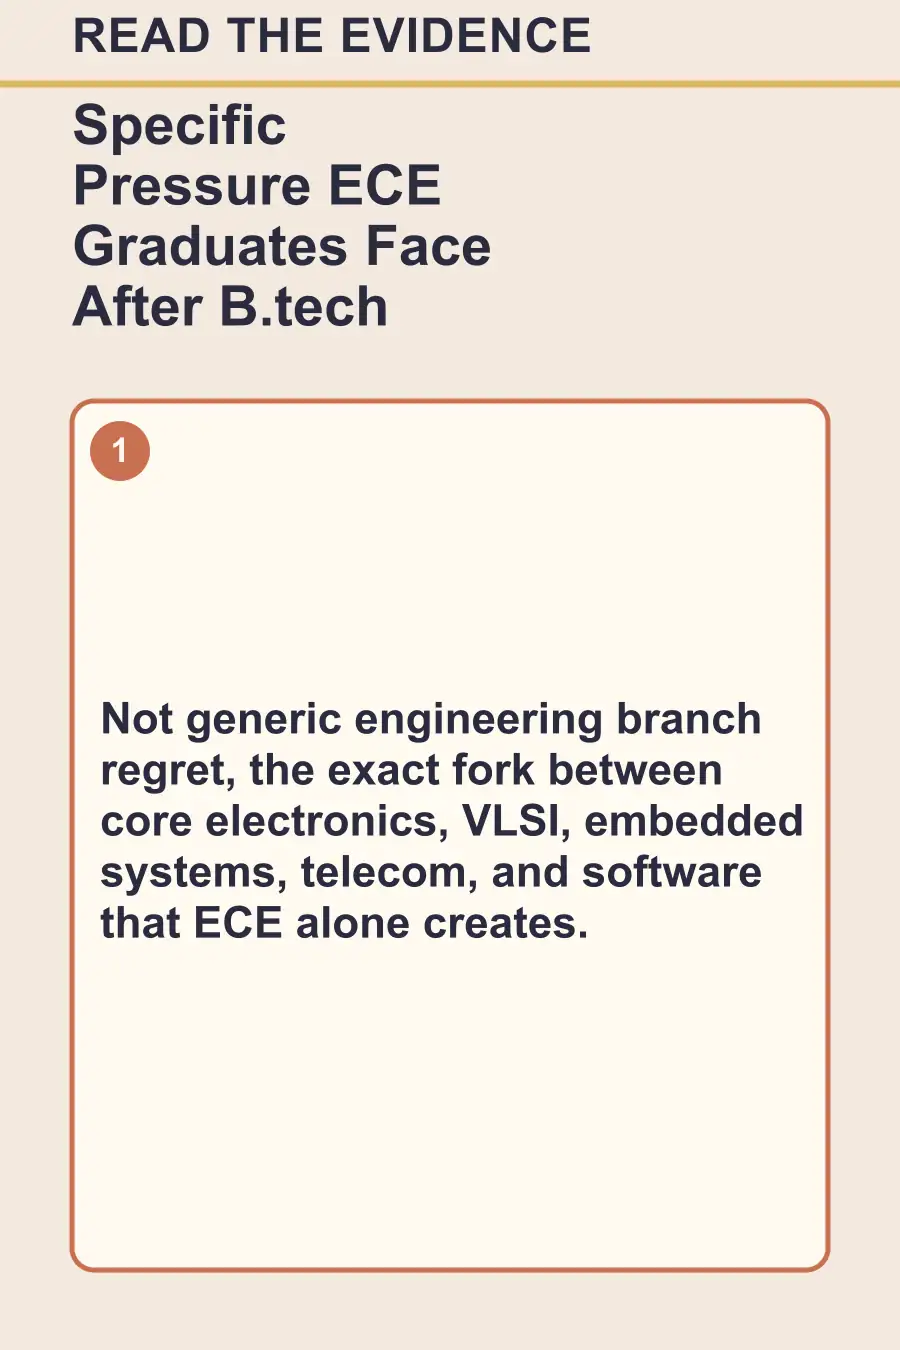 READ THE EVIDENCE
Specific
Pressure ECE
Graduates Face
After B.tech
1
Not generic engineering branch
regret, the exact fork between
core electronics, VLSI, embedded
systems, telecom, and software
that ECE alone creates.